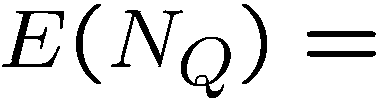 E(N_Q) =